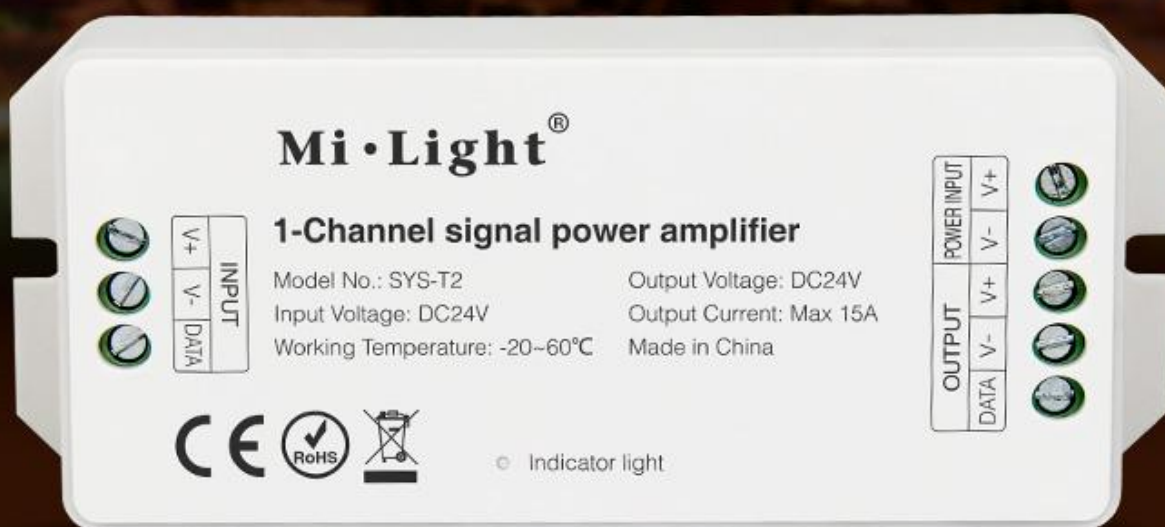 Mi·Light®
1-Channel signal power amplifier
Model No.: SYS-T2
Input Voltage: DC24V
Working Temperature: -20~60℃
Output Voltage: DC24V
Output Current: Max 15A
Made in China
INPUT
V+
V-
DATA
POWER INPUT
V+
V-
OUTPUT
V+
V-
DATA
CE
RoHS
Indicator light